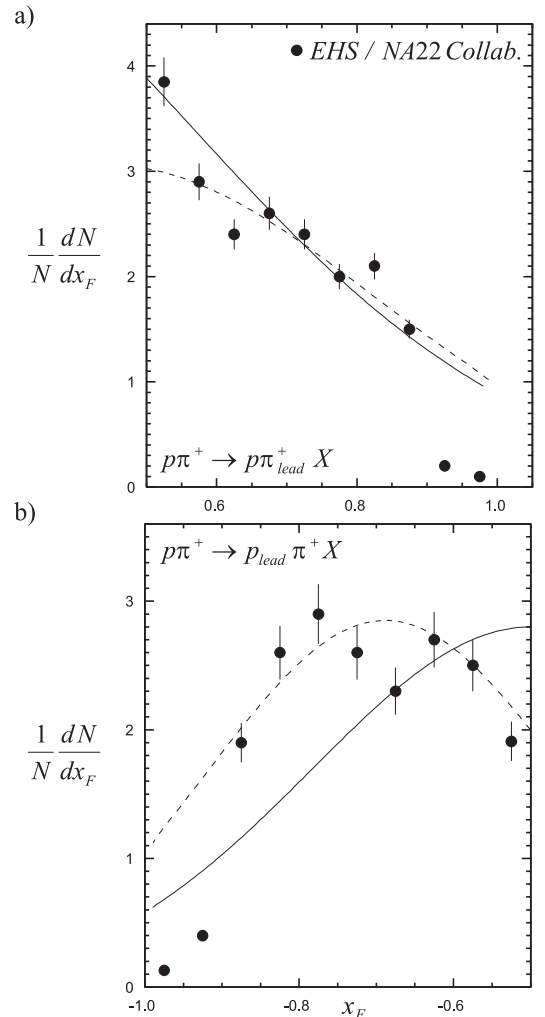 a)
● EHS / NA22 Collab.
4
3
2
1
0
1/N dN/dx_F
pπ⁺ → pπ⁺_lead X
0.6 0.8 1.0
b)
pπ⁺ → p_lead π⁺ X
3
2
1
0
1/N dN/dx_F
-1.0 -0.8 x_F -0.6